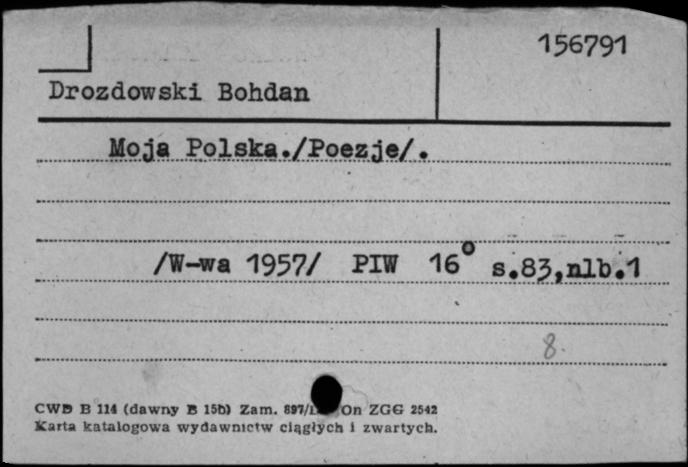 156791
Drozdowski Bohdan
Moja Polska./Poezje/.
/W-wa 1957/ PIW 16° s.83,nlb.1
8.
CWD B 114 (dawny B 15b) Zam. On ZGG 2542
Karta katalogowa wydawnictw ciągłych i zwartych.